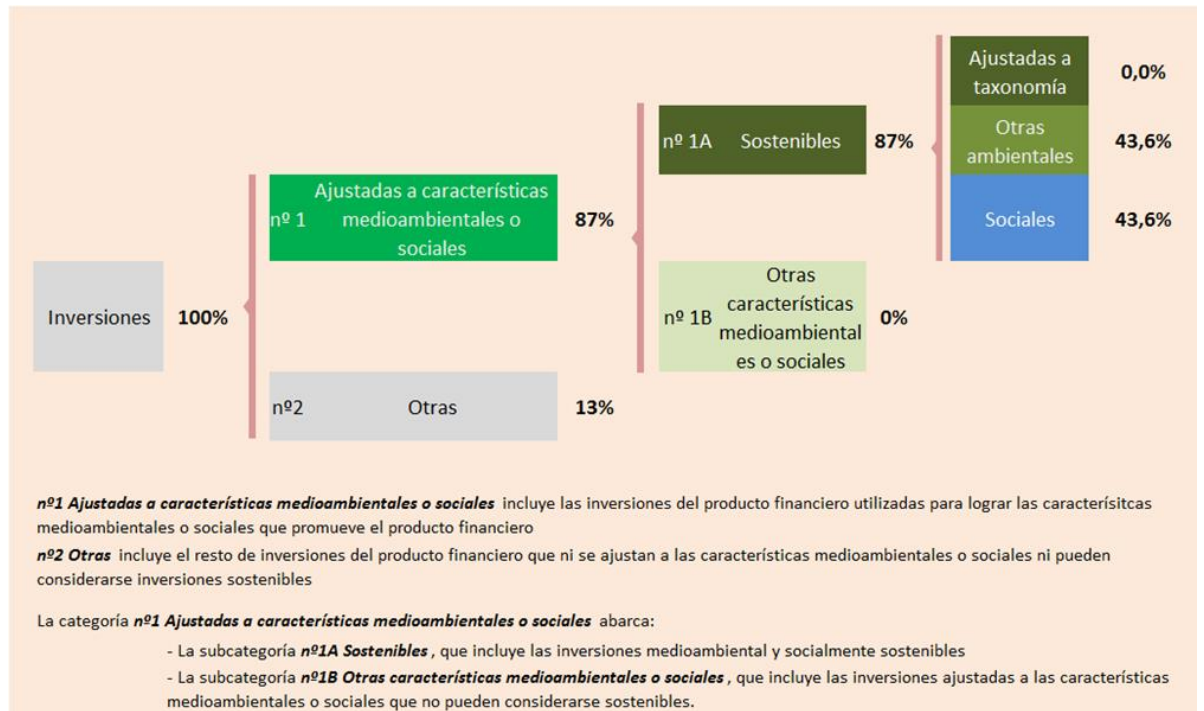 Ajustadas a
taxonomía
0,0%
nº 1A Sostenibles 87%
Otras
ambientales
43,6%
nº 1
Ajustadas a características
medioambientales o
sociales
87%
Sociales 43,6%
Inversiones 100%
nº 1B
Otras
características
medioambiental
es o sociales
0%
nº2 Otras 13%
nº1 Ajustadas a características medioambientales o sociales incluye las inversiones del producto financiero utilizadas para lograr las caracterísitcas
medioambientales o sociales que promueve el producto financiero
nº2 Otras incluye el resto de inversiones del producto financiero que ni se ajustan a las características medioambientales o sociales ni pueden
considerarse inversiones sostenibles
La categoría nº1 Ajustadas a características medioambientales o sociales abarca:
- La subcategoría nº1A Sostenibles , que incluye las inversiones medioambiental y socialmente sostenibles
- La subcategoría nº1B Otras características medioambientales o sociales , que incluye las inversiones ajustadas a las características
medioambientales o sociales que no pueden considerarse sostenibles.